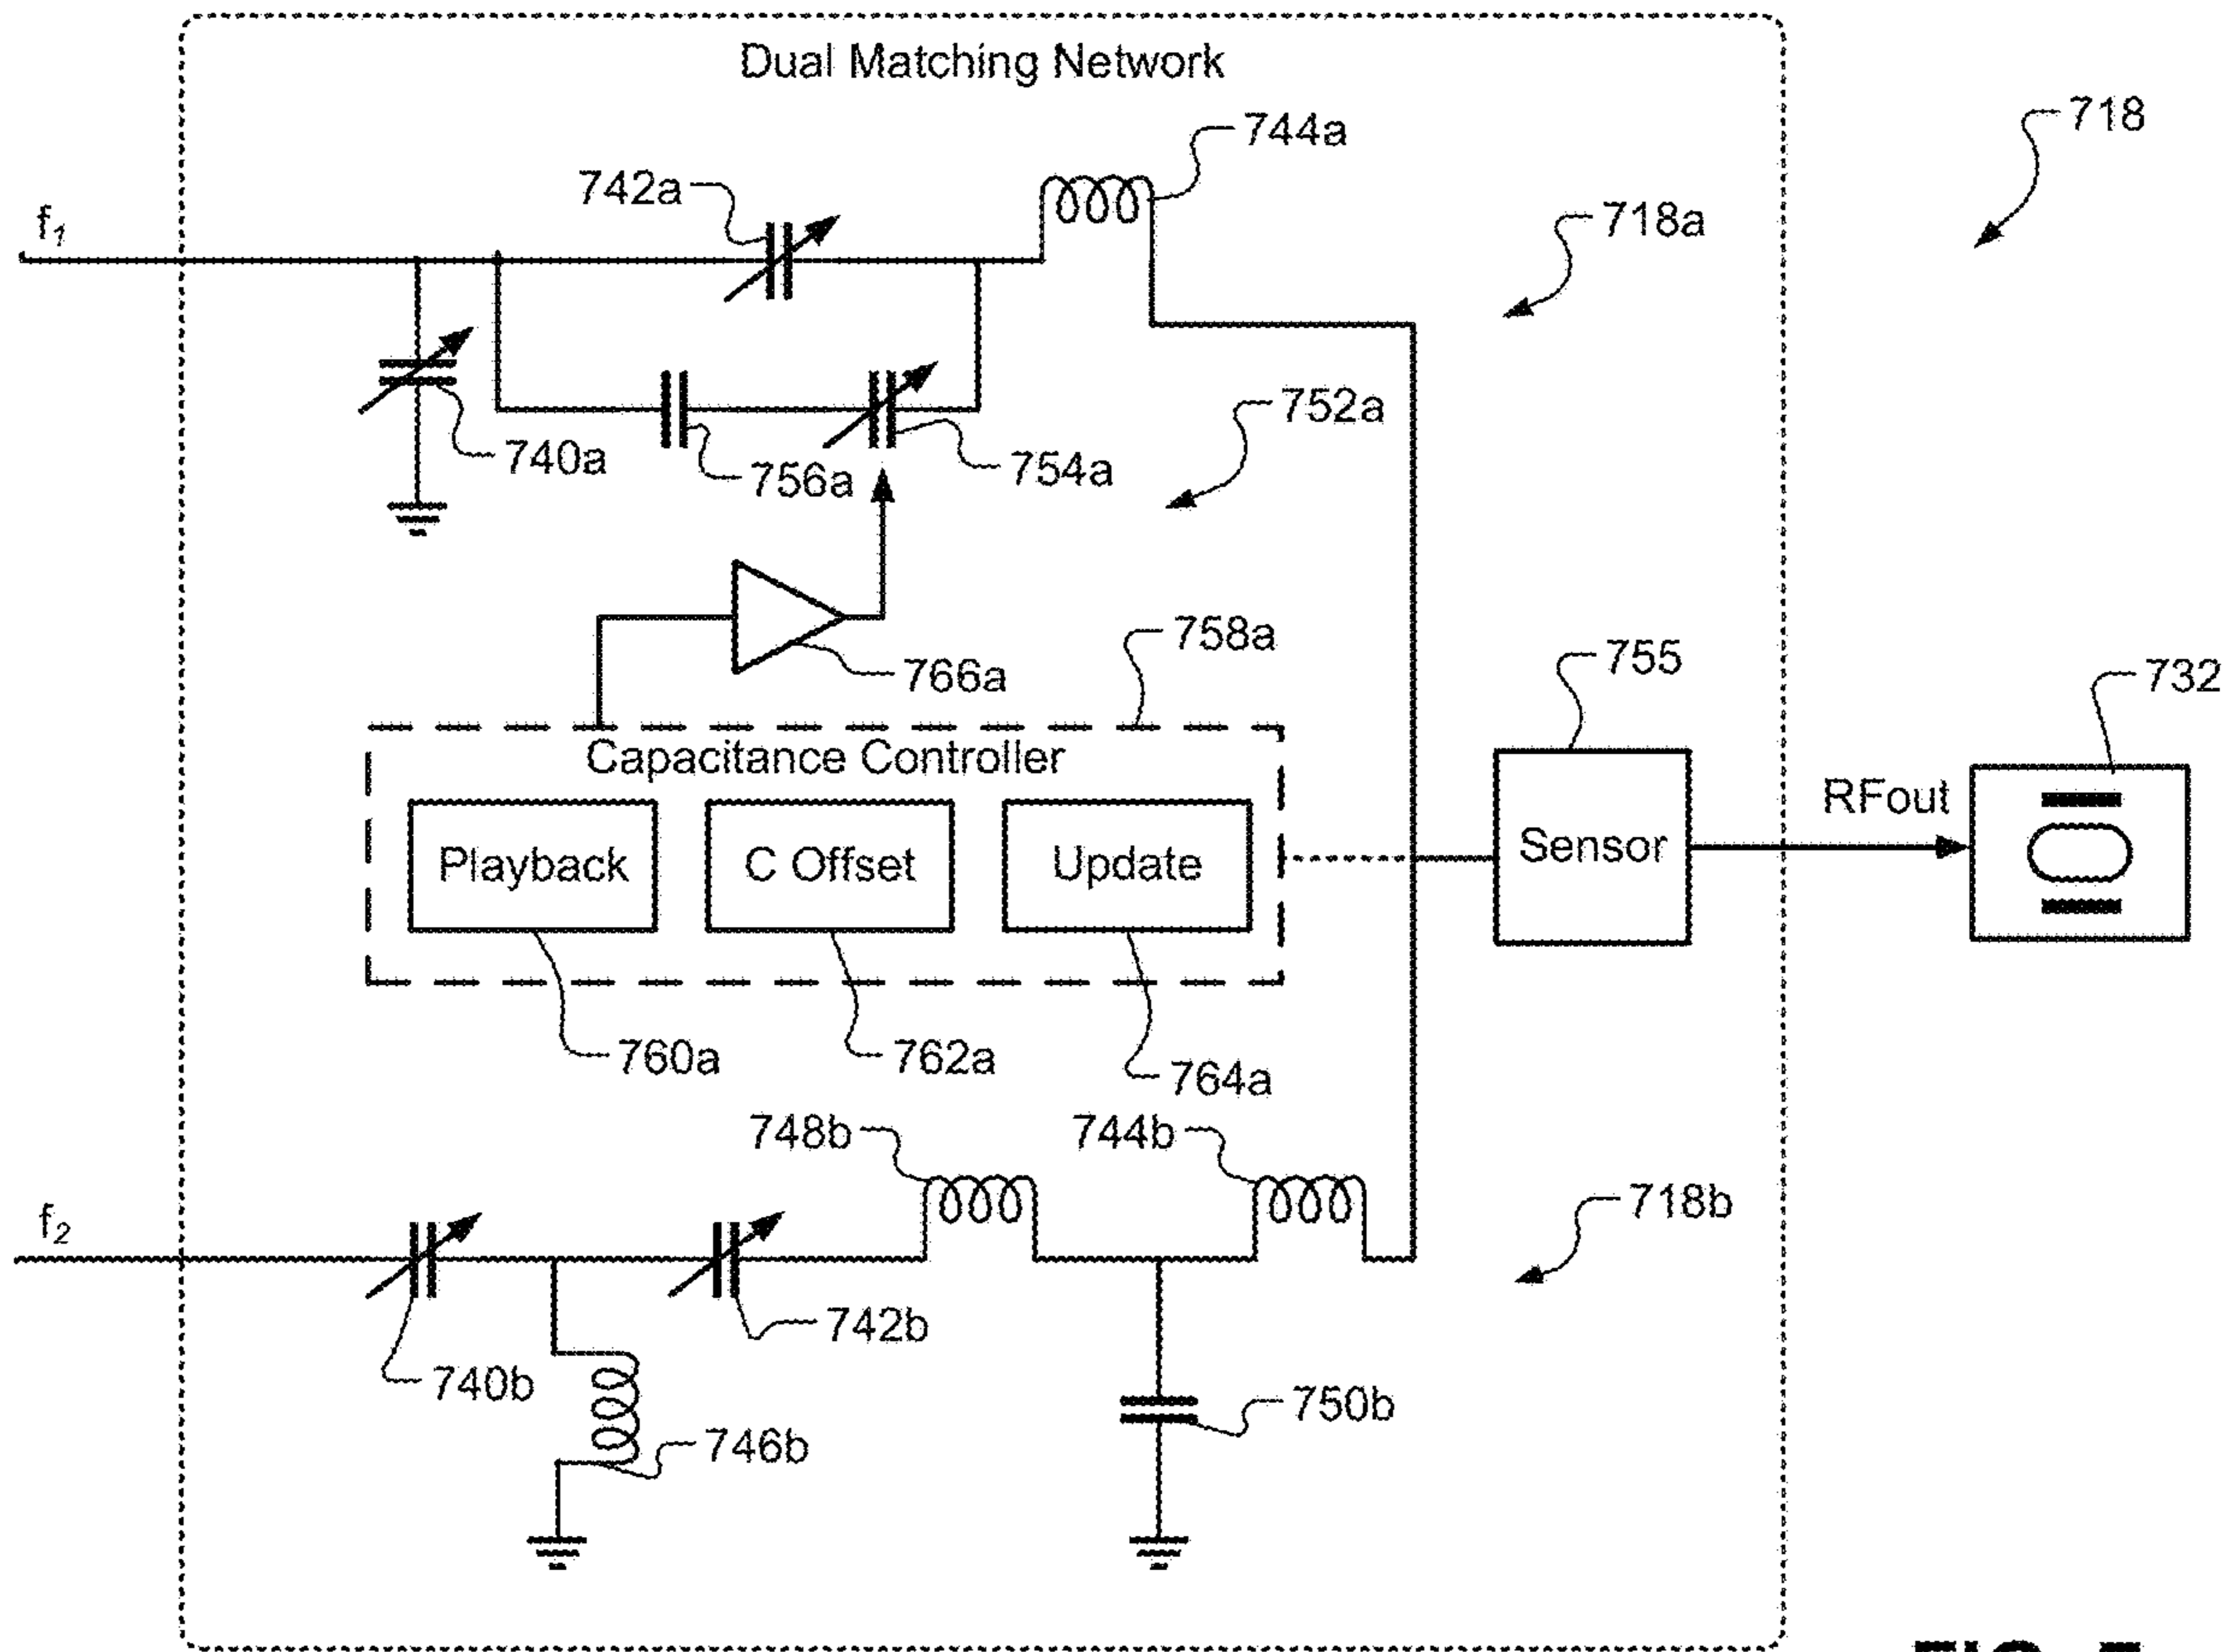 Dual Matching Network
744a
718
742a
718a
f1
752a
740a
756a
754a
758a
766a
755
732
Capacitance Controller
RFout
Playback
C Offset
Update
Sensor
760a
762a
764a
748b
744b
718b
f2
742b
740b
750b
746b